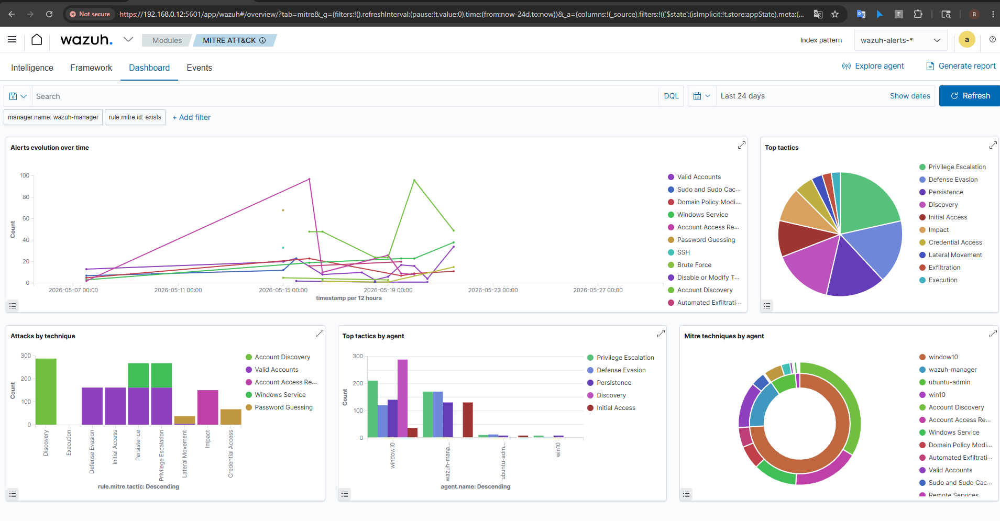 Not secure
https://192.168.0.12:5601/app/wazuh#/overview/?tab=mitre&_g=(filters:!(),refreshInterval:(pause:!t,value:0),time:(from:now-24d,to:now))&_a=(columns:!(_source),filters:!(('$state':(isImplicit:!t,store:appState),meta:(...
F
B
wazuh.
Modules
MITRE ATT&CK
Index pattern
wazuh-alerts-*
a
Intelligence
Framework
Dashboard
Events
Explore agent
Generate report
Search
DQL
Last 24 days
Show dates
Refresh
manager.name: wazuh-manager
rule.mitre.id: exists
+ Add filter
Alerts evolution over time
100
80
60
40
20
0
Count
2026-05-07 00:00
2026-05-11 00:00
2026-05-15 00:00
2026-05-19 00:00
2026-05-23 00:00
2026-05-27 00:00
timestamp per 12 hours
Valid Accounts
Sudo and Sudo Cac...
Domain Policy Modi...
Windows Service
Account Access Re...
Password Guessing
SSH
Brute Force
Disable or Modify T...
Account Discovery
Automated Exfiltrati...
Top tactics
Privilege Escalation
Defense Evasion
Persistence
Discovery
Initial Access
Impact
Credential Access
Lateral Movement
Exfiltration
Execution
Attacks by technique
300
200
100
0
Count
Discovery
Execution
Defense Evasion
Initial Access
Persistence
Privilege Escalation
Lateral Movement
Impact
Credential Access
rule.mitre.tactic: Descending
Account Discovery
Valid Accounts
Account Access Re...
Windows Service
Password Guessing
Top tactics by agent
300
200
100
0
Count
window10
wazuh-mana...
ubuntu-adm...
win10
agent.name: Descending
Privilege Escalation
Defense Evasion
Persistence
Discovery
Initial Access
Mitre techniques by agent
window10
wazuh-manager
ubuntu-admin
win10
Account Discovery
Account Access Re...
Windows Service
Domain Policy Modi...
Automated Exfiltrati...
Valid Accounts
Sudo and Sudo Cac...
Remote Services